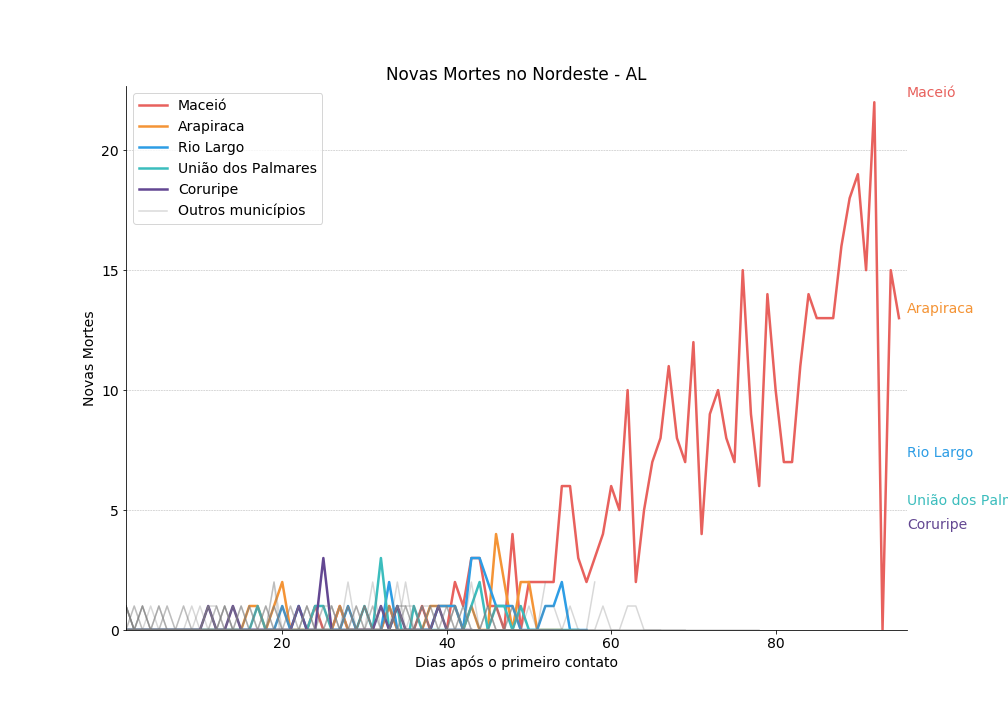 Novas Mortes no Nordeste - AL
Maceió
Arapiraca
Rio Largo
União dos Palmares
Coruripe
Outros municípios
Maceió
Arapiraca
Rio Largo
União dos Palm
Coruripe
Novas Mortes
20
15
10
5
0
20
40
60
80
Dias após o primeiro contato